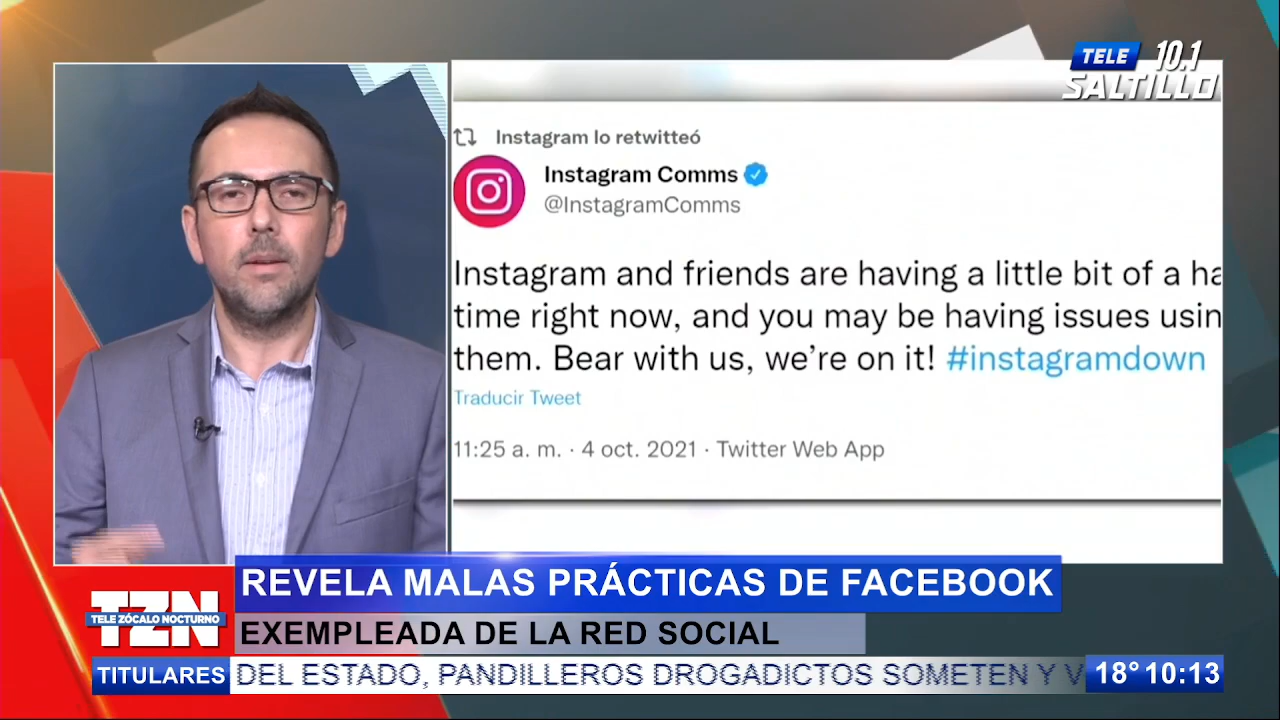 TELE 10.1
SALTILLO
Instagram lo retwitteó
Instagram Comms
@InstagramComms
Instagram and friends are having a little bit of a ha
time right now, and you may be having issues usin
them. Bear with us, we're on it! #instagramdown
Traducir Tweet
11:25 a. m. · 4 oct. 2021 · Twitter Web App
REVELA MALAS PRÁCTICAS DE FACEBOOK
TZN
TELE ZÓCALO NOCTURNO
EXEMPLEADA DE LA RED SOCIAL
TITULARES DEL ESTADO, PANDILLEROS DROGADICTOS SOMETEN Y V 18° 10:13